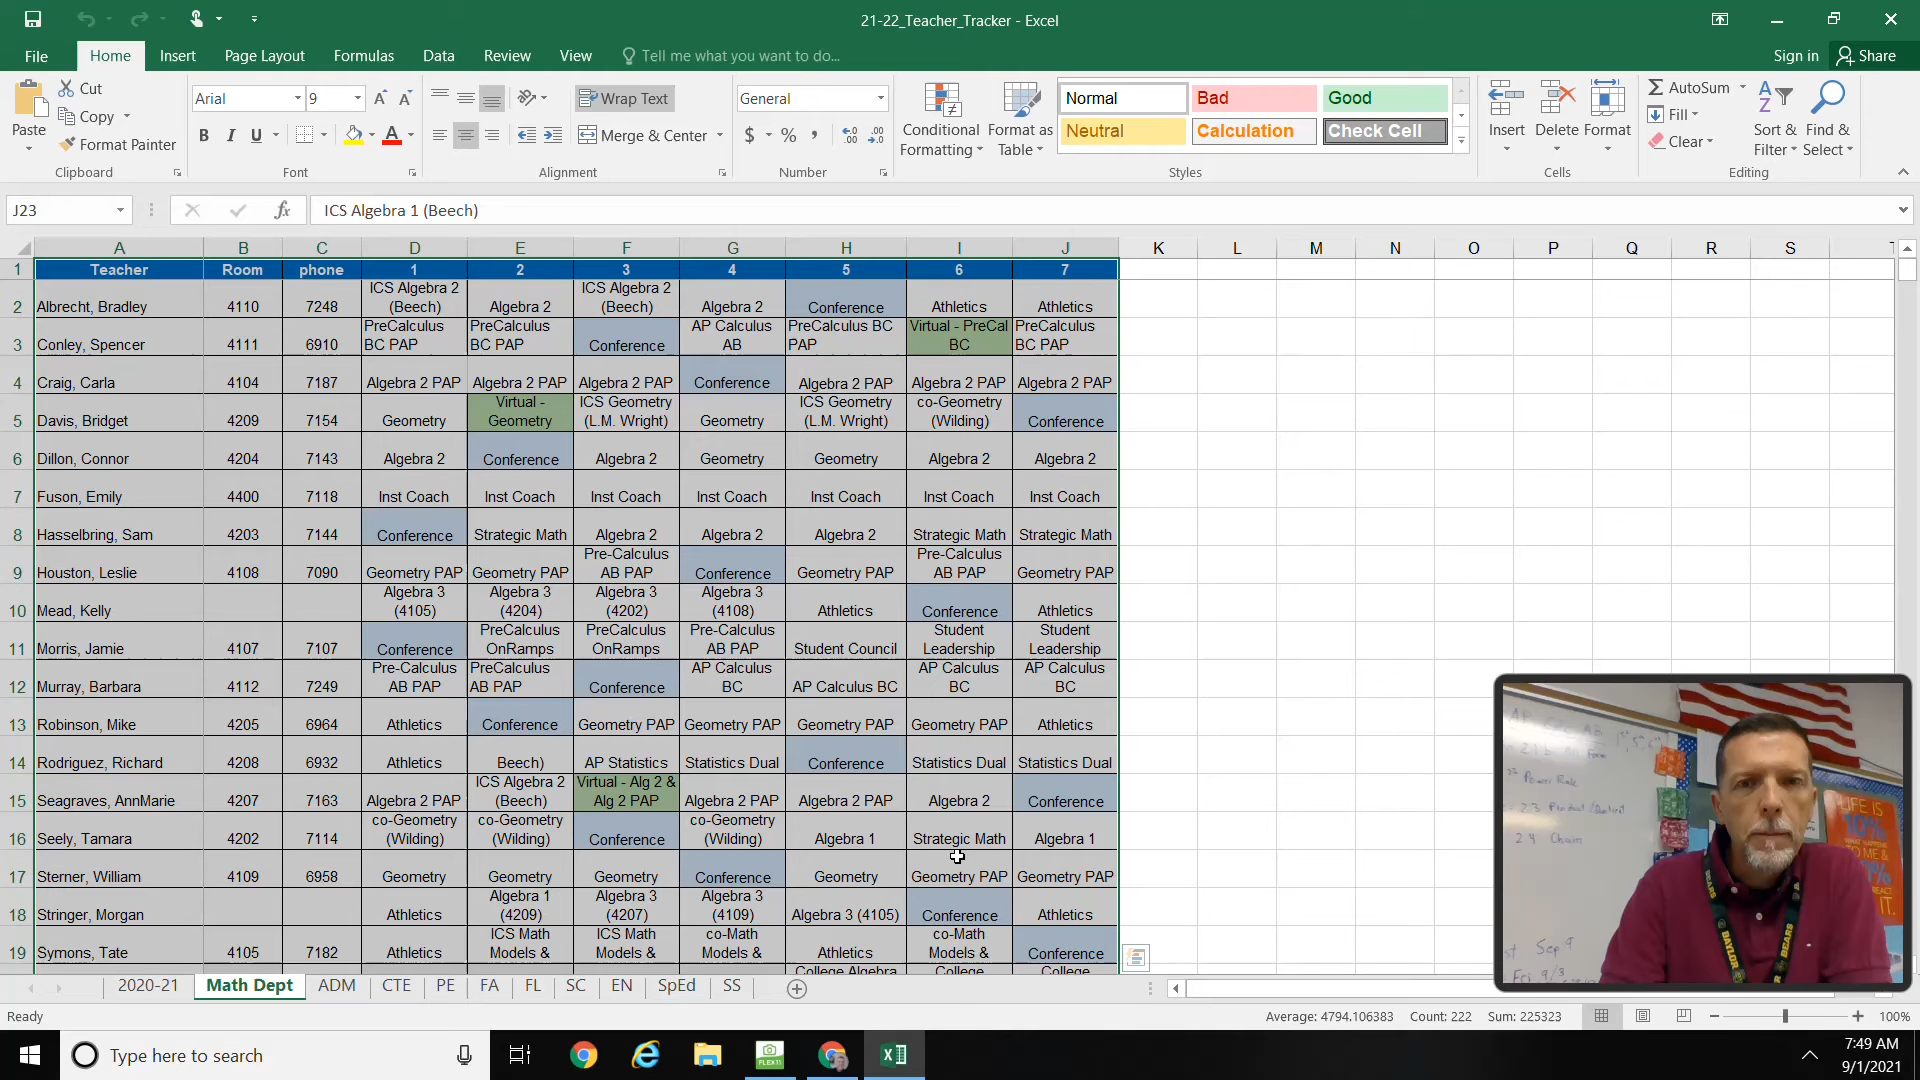 21-22_Teacher_Tracker - Excel
File Home Insert Page Layout Formulas Data Review View Tell me what you want to do... Sign in Share
Paste Cut Copy Format Painter Clipboard
Arial 9 B I U A Font
Wrap Text Merge & Center Alignment
General $ % , Number
Conditional Formatting Format as Table
Normal Bad Good
Neutral Calculation Check Cell
Styles
Insert Delete Format Cells
AutoSum Fill Clear Sort & Filter Find & Select Editing
J23 fx ICS Algebra 1 (Beech)
A B C D E F G H I J K L M N O P Q R S
1 Teacher Room phone 1 2 3 4 5 6 7
2 Albrecht, Bradley 4110 7248 ICS Algebra 2 (Beech) Algebra 2 ICS Algebra 2 (Beech) Algebra 2 Conference Athletics Athletics
3 Conley, Spencer 4111 6910 PreCalculus BC PAP PreCalculus BC PAP Conference AP Calculus AB PreCalculus BC PAP Virtual - PreCal BC PreCalculus BC PAP
4 Craig, Carla 4104 7187 Algebra 2 PAP Algebra 2 PAP Algebra 2 PAP Conference Algebra 2 PAP Algebra 2 PAP Algebra 2 PAP
5 Davis, Bridget 4209 7154 Geometry Virtual - Geometry ICS Geometry (L.M. Wright) Geometry ICS Geometry (L.M. Wright) co-Geometry (Wilding) Conference
6 Dillon, Connor 4204 7143 Algebra 2 Conference Algebra 2 Geometry Geometry Algebra 2 Algebra 2
7 Fuson, Emily 4400 7118 Inst Coach Inst Coach Inst Coach Inst Coach Inst Coach Inst Coach Inst Coach
8 Hasselbring, Sam 4203 7144 Conference Strategic Math Algebra 2 Algebra 2 Algebra 2 Strategic Math Strategic Math
9 Houston, Leslie 4108 7090 Geometry PAP Geometry PAP Pre-Calculus AB PAP Conference Geometry PAP Pre-Calculus AB PAP Geometry PAP
10 Mead, Kelly Algebra 3 (4105) Algebra 3 (4204) Algebra 3 (4202) Algebra 3 (4108) Athletics Conference Athletics
11 Morris, Jamie 4107 7107 Conference PreCalculus OnRamps PreCalculus OnRamps Pre-Calculus AB PAP Student Council Student Leadership Student Leadership
12 Murray, Barbara 4112 7249 Pre-Calculus AB PAP PreCalculus AB PAP Conference AP Calculus BC AP Calculus BC AP Calculus BC AP Calculus BC
13 Robinson, Mike 4205 6964 Athletics Conference Geometry PAP Geometry PAP Geometry PAP Geometry PAP Athletics
14 Rodriguez, Richard 4208 6932 Athletics Beech) AP Statistics Statistics Dual Conference Statistics Dual Statistics Dual
15 Seagraves, AnnMarie 4207 7163 Algebra 2 PAP ICS Algebra 2 (Beech) Virtual - Alg 2 & Alg 2 PAP Algebra 2 PAP Algebra 2 PAP Algebra 2 Conference
16 Seely, Tamara 4202 7114 co-Geometry (Wilding) co-Geometry (Wilding) Conference co-Geometry (Wilding) Algebra 1 Strategic Math Algebra 1
17 Sterner, William 4109 6958 Geometry Geometry Geometry Conference Geometry Geometry PAP Geometry PAP
18 Stringer, Morgan Athletics Algebra 1 (4209) Algebra 3 (4207) Algebra 3 (4109) Algebra 3 (4105) Conference Athletics
19 Symons, Tate 4105 7182 Athletics ICS Math Models & ICS Math Models & co-Math Models & Athletics co-Math Models & Conference
College Algebra College College
2020-21 Math Dept ADM CTE PE FA FL SC EN SpEd SS
Ready Average: 4794.106383 Count: 222 Sum: 225323 100%
Type here to search 7:49 AM
9/1/2021
AP Calc AB
Power Rule
2.3 Product/Quotient
2.4 Chain
Sep 9
Fri 9/3
LIFE IS
10%
BAYLOR BEARS